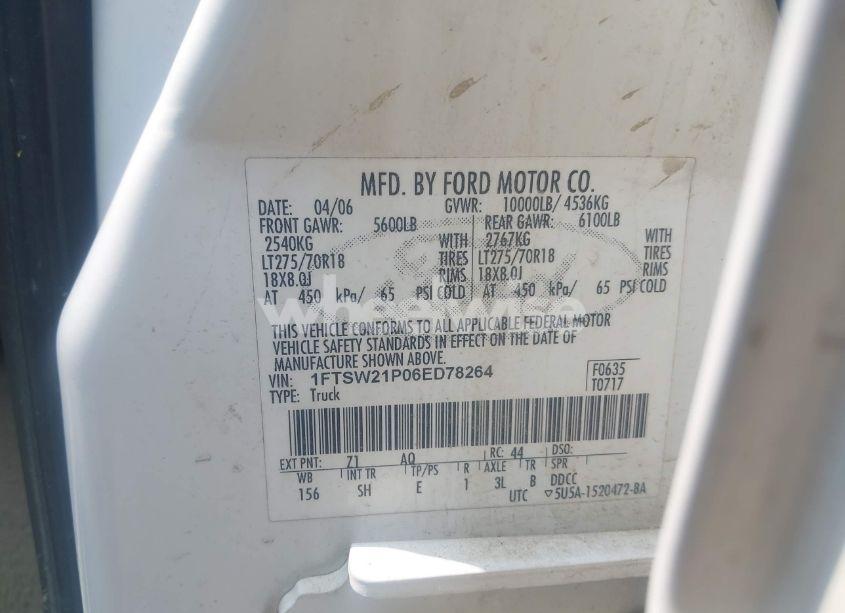 MFD. BY FORD MOTOR CO.
DATE: 04/06 GVWR: 10000LB/ 4536KG
FRONT GAWR: 5600LB REAR GAWR: 6100LB
2540KG WITH 2767KG WITH
LT275/70R18 TIRES LT275/70R18 TIRES
18X8.0J RIMS 18X8.0J RIMS
AT 450 kPa/ 65 PSI COLD AT 450 kPa/ 65 PSI COLD
wheelwise
THIS VEHICLE CONFORMS TO ALL APPLICABLE FEDERAL MOTOR
VEHICLE SAFETY STANDARDS IN EFFECT ON THE DATE OF
MANUFACTURE SHOWN ABOVE.
VIN: 1FTSW21P06ED78264 F0635
TYPE: Truck T0717
EXT PNT: Z1 AQ RC: 44 DSO:
WB INT TR TP/PS R AXLE TR SPR
156 SH E 1 3L B DDCC
UTC ▽5U5A-1520472-BA